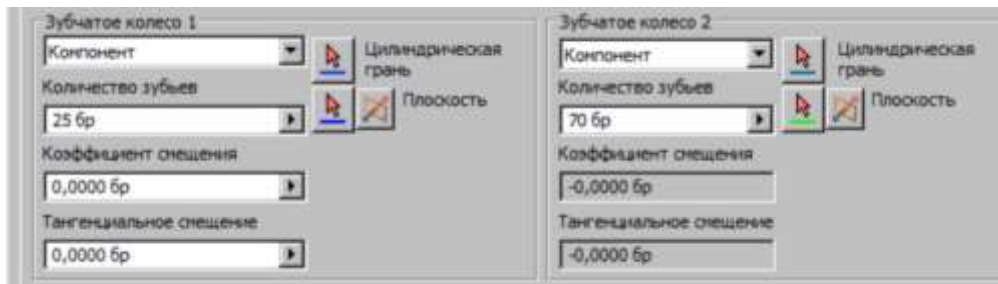 Зубчатое колесо 1
Компонент
Цилиндрическая
грань
Количество зубьев
25 бр
Плоскость
Коэффициент смещения
0,0000 бр
Тангенциальное смещение
0,0000 бр
Зубчатое колесо 2
Компонент
Цилиндрическая
грань
Количество зубьев
70 бр
Плоскость
Коэффициент смещения
-0,0000 бр
Тангенциальное смещение
-0,0000 бр